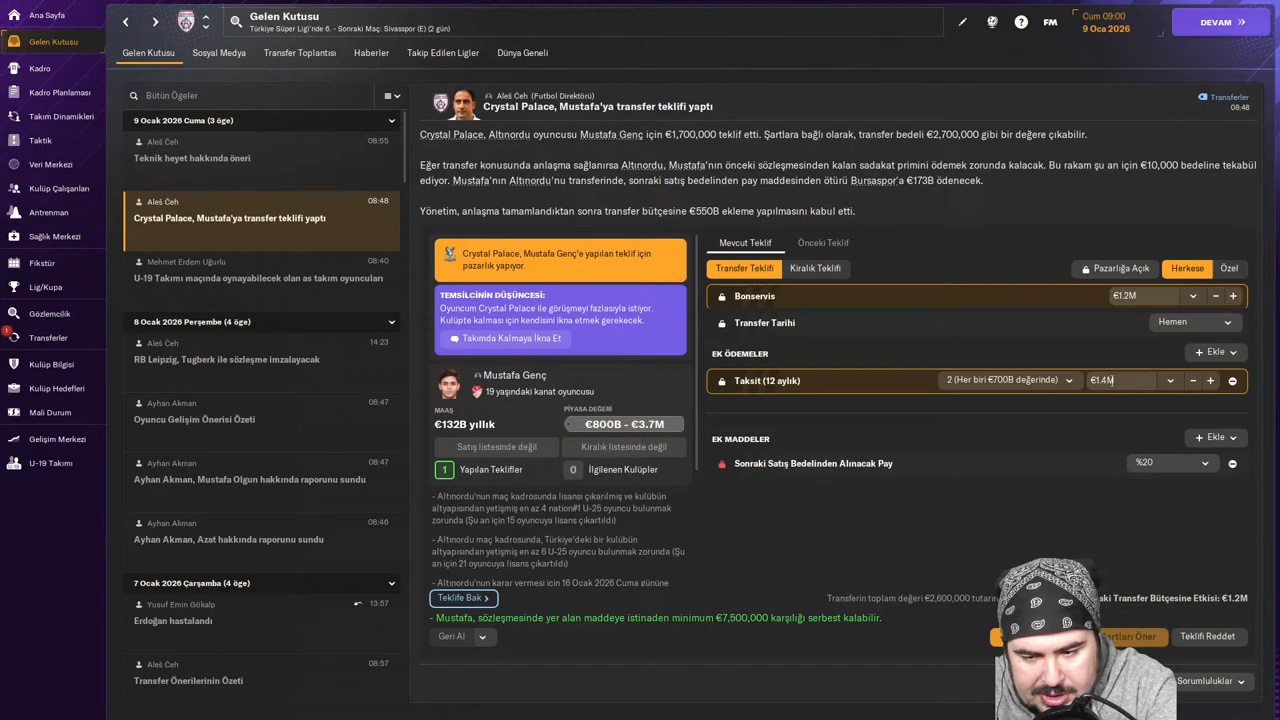 Ana Sayfa
Gelen Kutusu
Kadro
Kadro Planlaması
Takım Dinamikleri
Taktik
Veri Merkezi
Kulüp Çalışanları
Antrenman
Sağlık Merkezi
Fikstür
Lig/Kupa
Gözlemcilik
1
Transferler
Kulüp Bilgisi
Kulüp Hedefleri
Mali Durum
Gelişim Merkezi
U-19 Takımı
Gelen Kutusu
Türkiye Süper Ligi'nde 6. - Sonraki Maç: Sivasspor (E) (2 gün)
FM
Cum 09:00
9 Oca 2026
DEVAM
Gelen Kutusu
Sosyal Medya
Transfer Toplantısı
Haberler
Takip Edilen Ligler
Dünya Geneli
Bütün Ögeler
9 Ocak 2026 Cuma (3 öge)
Aleš Čeh
08:55
Teknik heyet hakkında öneri
Aleš Čeh
08:48
Crystal Palace, Mustafa'ya transfer teklifi yaptı
Mehmet Erdem Uğurlu
08:40
U-19 Takımı maçında oynayabilecek olan as takım oyuncuları
8 Ocak 2026 Perşembe (4 öge)
Aleš Čeh
14:23
RB Leipzig, Tugberk ile sözleşme imzalayacak
Ayhan Akman
08:47
Oyuncu Gelişim Önerisi Özeti
Ayhan Akman
08:47
Ayhan Akman, Mustafa Olgun hakkında raporunu sundu
Ayhan Akman
08:46
Ayhan Akman, Azat hakkında raporunu sundu
7 Ocak 2026 Çarşamba (4 öge)
Yusuf Emin Gökalp
13:57
Erdoğan hastalandı
Aleš Čeh
08:57
Transfer Önerilerinin Özeti
Aleš Čeh (Futbol Direktörü)
Crystal Palace, Mustafa'ya transfer teklifi yaptı
Transferler
08:48
Crystal Palace, Altınordu oyuncusu Mustafa Genç için €1,700,000 teklif etti. Şartlara bağlı olarak, transfer bedeli €2,700,000 gibi bir değere çıkabilir.
Eğer transfer konusunda anlaşma sağlanırsa Altınordu, Mustafa'nın önceki sözleşmesinden kalan sadakat primini ödemek zorunda kalacak. Bu rakam şu an için €10,000 bedeline tekabül
ediyor. Mustafa'nın Altınordu'nu transferinde, sonraki satış bedelinden pay maddesinden ötürü Bursaspor'a €173B ödenecek.
Yönetim, anlaşma tamamlandıktan sonra transfer bütçesine €550B ekleme yapılmasını kabul etti.
Crystal Palace, Mustafa Genç'e yapılan teklif için
pazarlık yapıyor.
TEMSİLCİNİN DÜŞÜNCESİ:
Oyuncum Crystal Palace ile görüşmeyi fazlasıyla istiyor.
Kulüpte kalması için kendisini ikna etmek gerekecek.
Takımda Kalmaya İkna Et
Mustafa Genç
19 yaşındaki kanat oyuncusu
MAAŞ
PİYASA DEĞERİ
€132B yıllık
€800B - €3.7M
Satış listesinde değil
Kiralık listesinde değil
1
Yapılan Teklifler
0
İlgilenen Kulüpler
- Altınordu'nun maç kadrosunda lisansı çıkarılmış ve kulübün
altyapısından yetişmiş en az 4 nation#1 U-25 oyuncu bulunmak
zorunda (Şu an için 15 oyuncuya lisans çıkartıldı)
- Altınordu maç kadrosunda, Türkiye'deki bir kulübün
altyapısından yetişmiş en az 6 U-25 oyuncu bulunmak zorunda (Şu
an için 21 oyuncuya lisans çıkartıldı)
- Altınordu'nun karar vermesi için 16 Ocak 2026 Cuma gününe
Teklife Bak
- Mustafa, sözleşmesinde yer alan maddeye istinaden minimum €7,500,000 karşılığı serbest kalabilir.
Geri Al
Mevcut Teklif
Önceki Teklif
Transfer Teklifi
Kiralık Teklifi
Pazarlığa Açık
Herkese
Özel
Bonservis
€1.2M
Transfer Tarihi
Hemen
EK ÖDEMELER
Ekle
Taksit (12 aylık)
2 (Her biri €700B değerinde)
€1.4M
EK MADDELER
Ekle
Sonraki Satış Bedelinden Alınacak Pay
%20
Transferin toplam değeri €2,600,000
Transfer Bütçesine Etkisi: €1.2M
Öner
Teklifi Reddet
Sorumluluklar